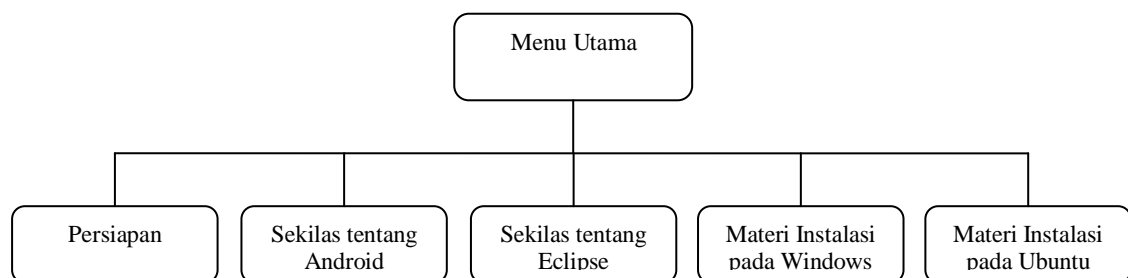 Menu Utama
Persiapan
Sekilas tentang
Android
Sekilas tentang
Eclipse
Materi Instalasi
pada Windows
Materi Instalasi
pada Ubuntu